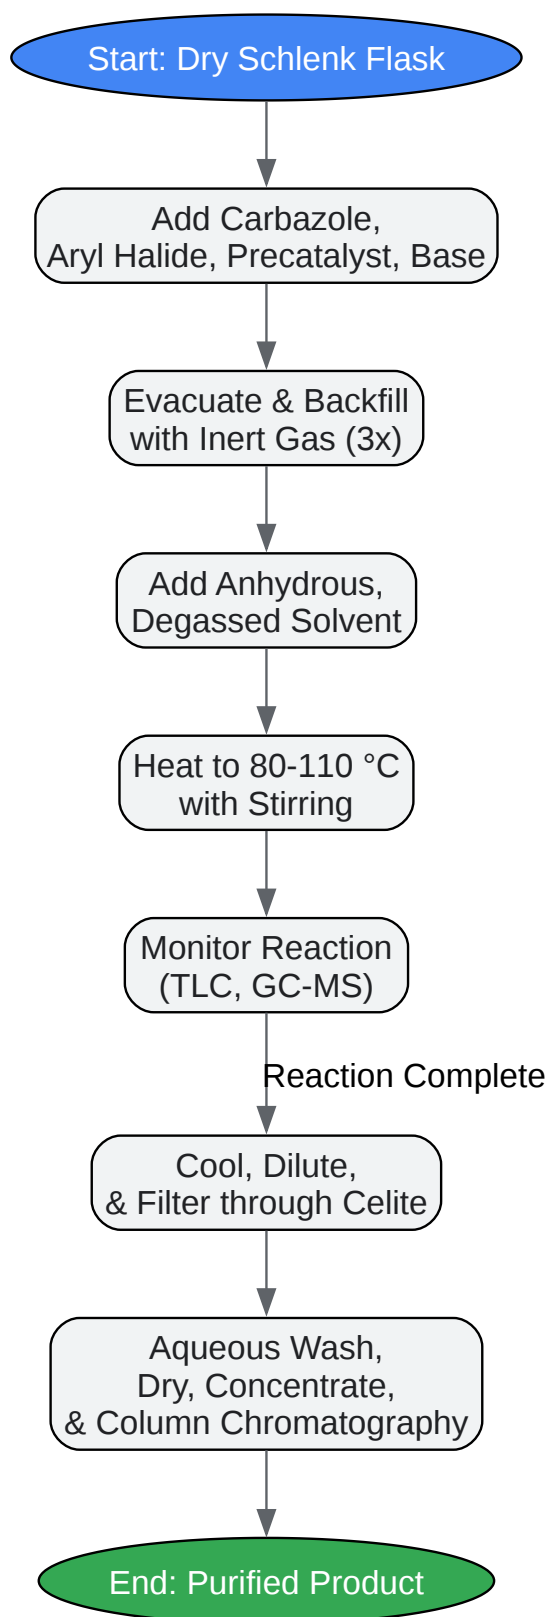 Start: Dry Schlenk Flask
Add Carbazole,
Aryl Halide, Precatalyst, Base
Evacuate & Backfill
with Inert Gas (3x)
Add Anhydrous,
Degassed Solvent
Heat to 80-110 °C
with Stirring
Monitor Reaction
(TLC, GC-MS)
Reaction Complete
Cool, Dilute,
& Filter through Celite
Aqueous Wash,
Dry, Concentrate,
& Column Chromatography
End: Purified Product